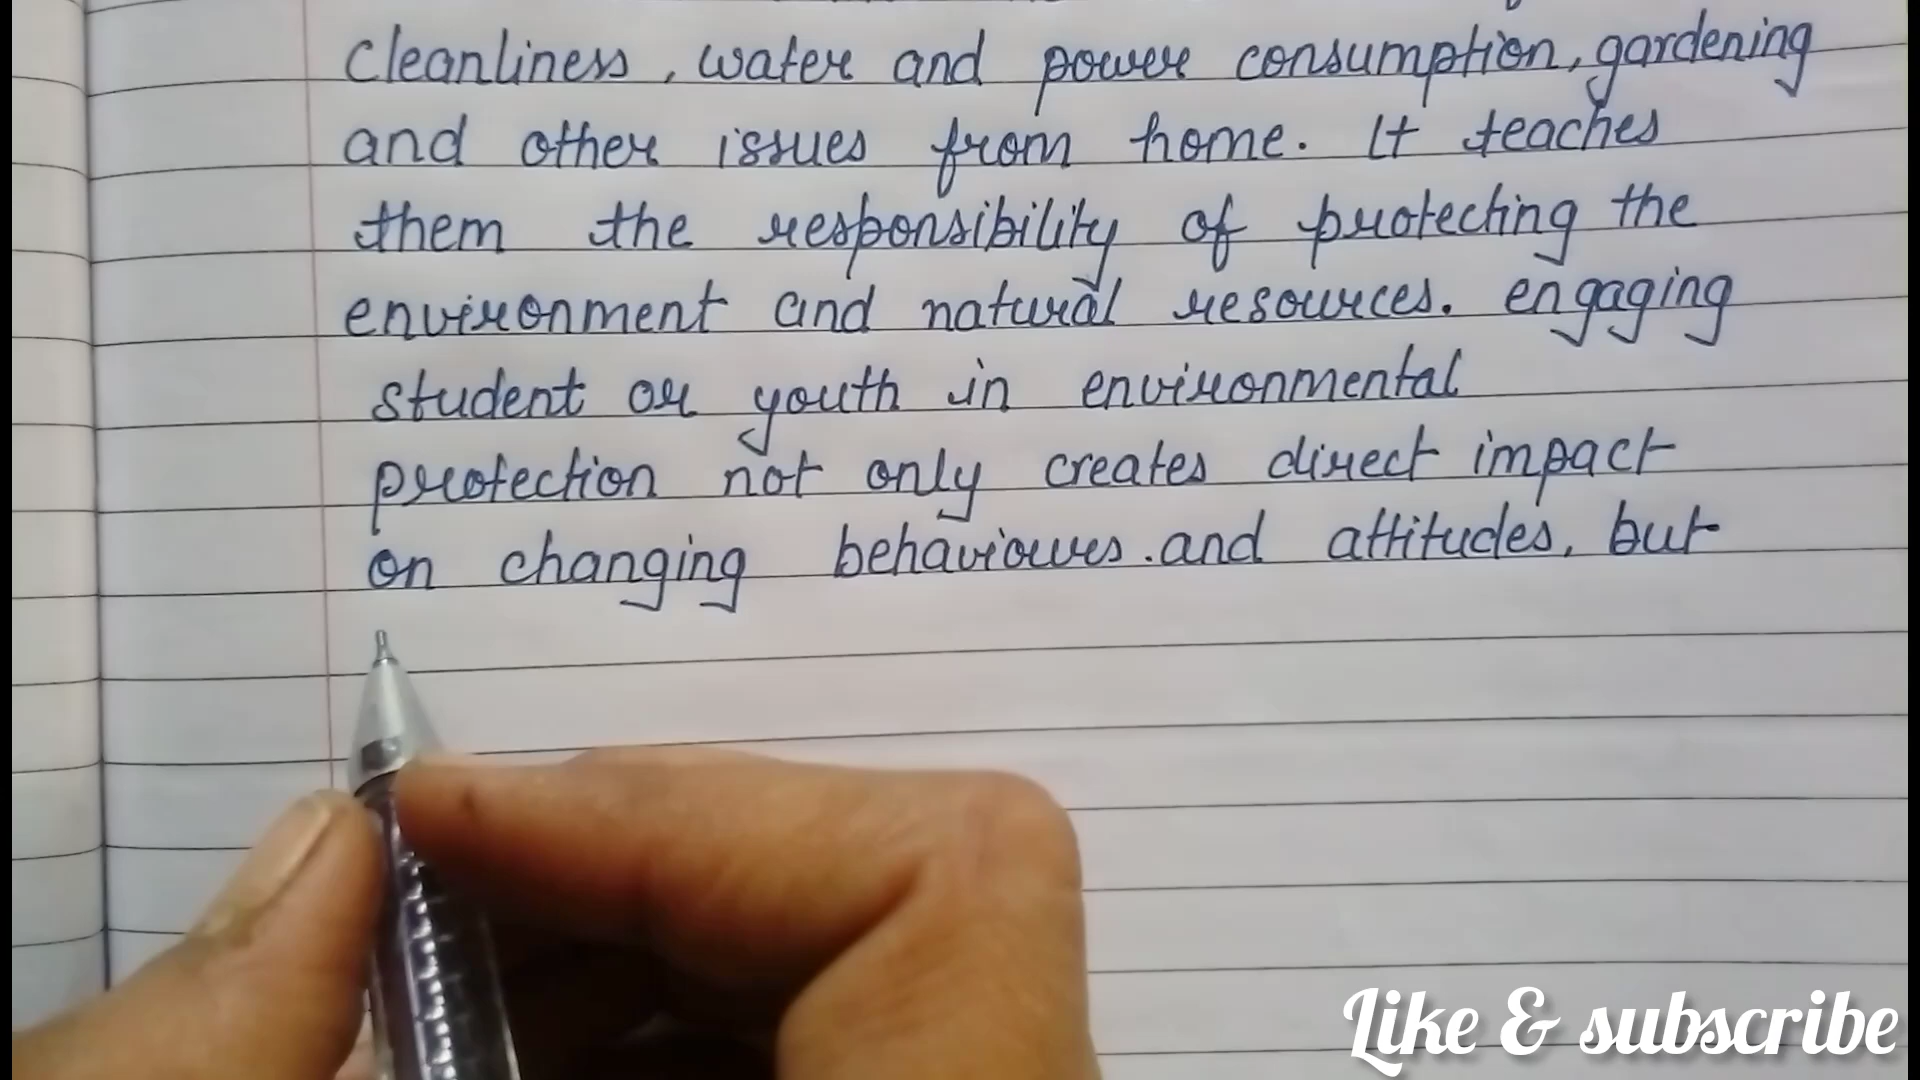 cleanliness, water and power consumption, gardening
and other issues from home. It teaches
them the responsibility of protecting the
environment and natural resources. engaging
student or youth in environmental
protection not only creates direct impact
on changing behaviours.and attitudes, but
Like & subscribe